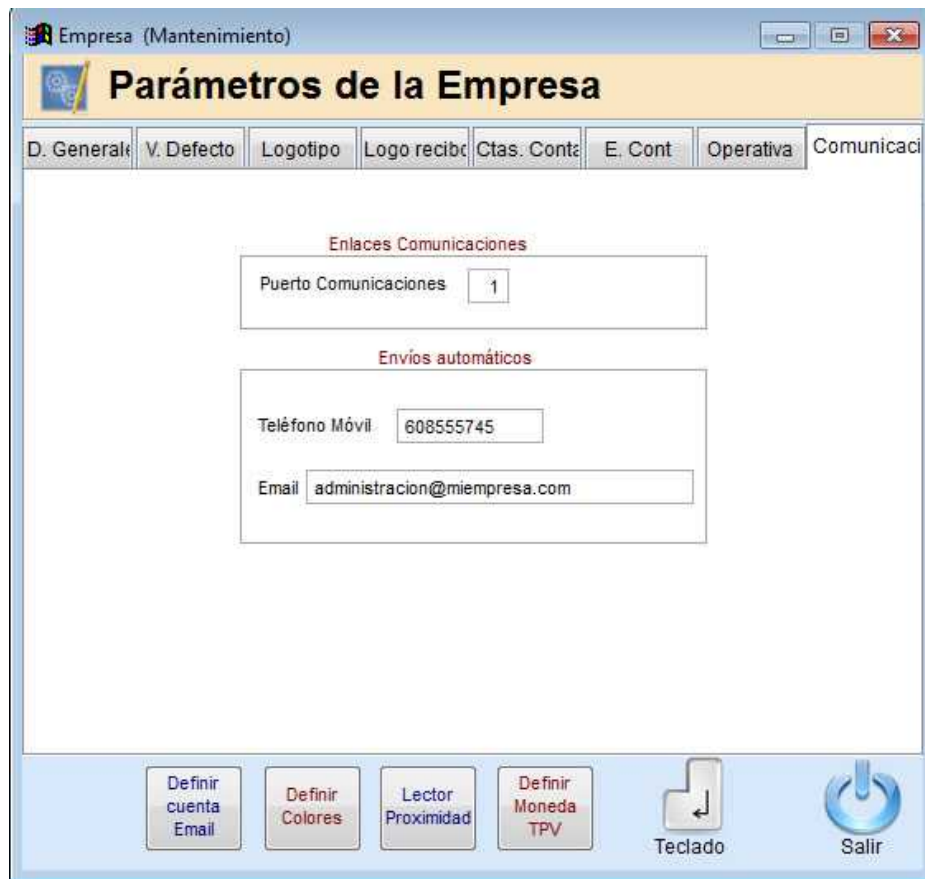 Empresa (Mantenimiento)
Parámetros de la Empresa
D. Generale V. Defecto Logotipo Logo recibo Ctas. Conta E. Cont Operativa Comunicaci
Enlaces Comunicaciones
Puerto Comunicaciones 1
Envíos automáticos
Teléfono Móvil 608555745
Email administracion@miempresa.com
Definir
cuenta
Email
Definir
Colores
Lector
Proximidad
Definir
Moneda
TPV
Teclado
Salir